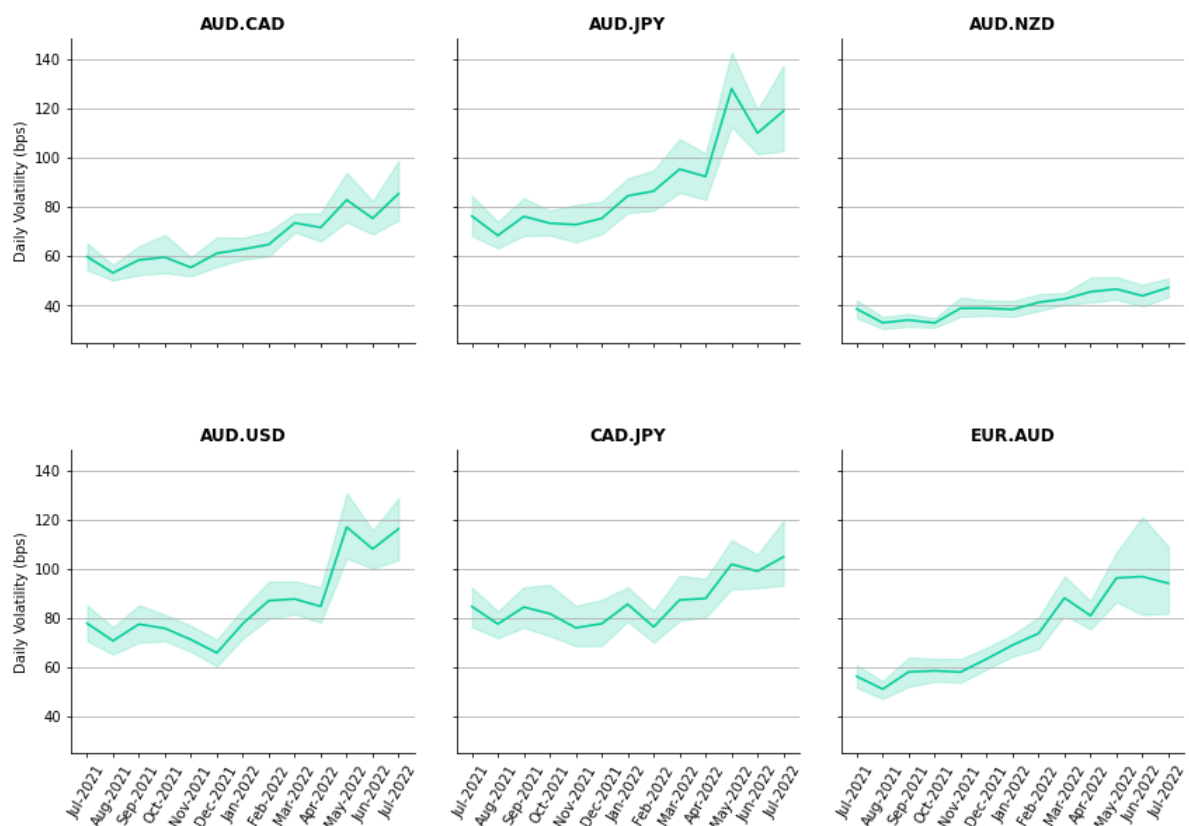 AUD.CAD
AUD.JPY
AUD.NZD
Daily Volatility (bps)
140
120
100
80
60
40
AUD.USD
CAD.JPY
EUR.AUD
Daily Volatility (bps)
140
120
100
80
60
40
Jul-2021
Aug-2021
Sep-2021
Oct-2021
Nov-2021
Dec-2021
Jan-2022
Feb-2022
Mar-2022
Apr-2022
May-2022
Jun-2022
Jul-2022
Jul-2021
Aug-2021
Sep-2021
Oct-2021
Nov-2021
Dec-2021
Jan-2022
Feb-2022
Mar-2022
Apr-2022
May-2022
Jun-2022
Jul-2022
Jul-2021
Aug-2021
Sep-2021
Oct-2021
Nov-2021
Dec-2021
Jan-2022
Feb-2022
Mar-2022
Apr-2022
May-2022
Jun-2022
Jul-2022